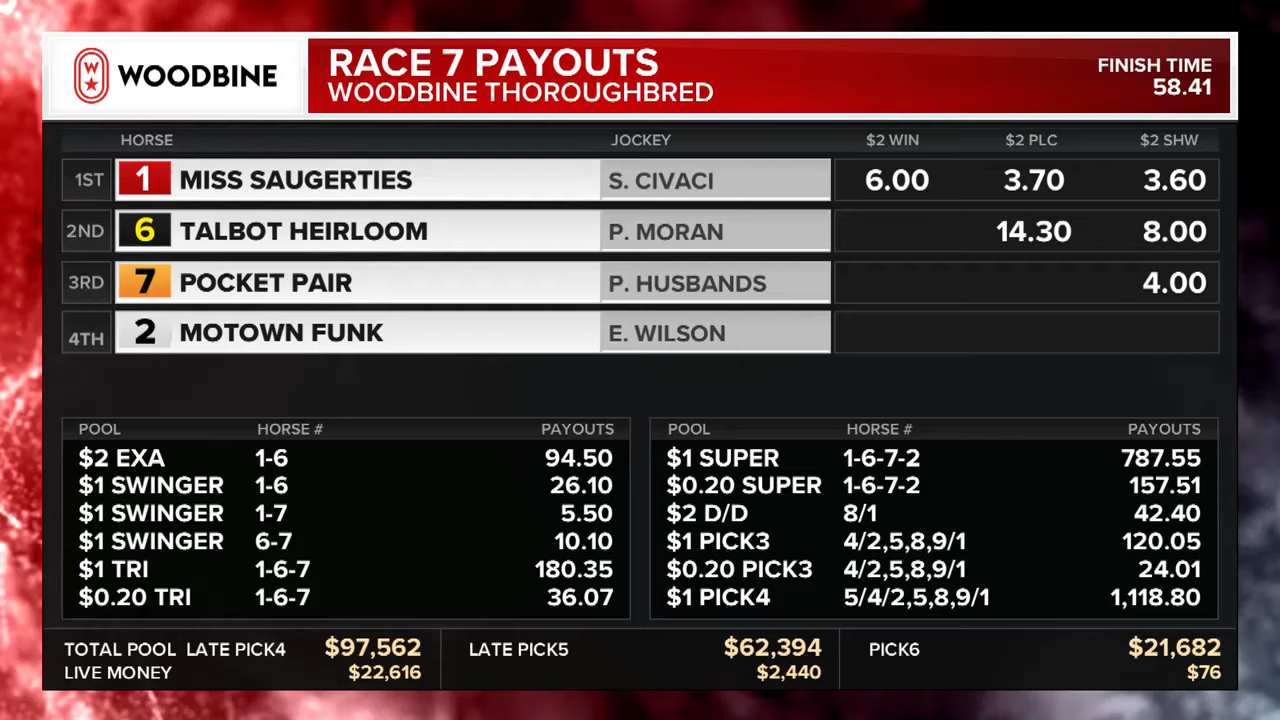 WOODBINE
RACE 7 PAYOUTS
WOODBINE THOROUGHBRED
FINISH TIME
58.41
HORSE JOCKEY $2 WIN $2 PLC $2 SHW
1ST 1 MISS SAUGERTIES S. CIVACI 6.00 3.70 3.60
2ND 6 TALBOT HEIRLOOM P. MORAN 14.30 8.00
3RD 7 POCKET PAIR P. HUSBANDS 4.00
4TH 2 MOTOWN FUNK E. WILSON
POOL HORSE # PAYOUTS
$2 EXA 1-6 94.50
$1 SWINGER 1-6 26.10
$1 SWINGER 1-7 5.50
$1 SWINGER 6-7 10.10
$1 TRI 1-6-7 180.35
$0.20 TRI 1-6-7 36.07
POOL HORSE # PAYOUTS
$1 SUPER 1-6-7-2 787.55
$0.20 SUPER 1-6-7-2 157.51
$2 D/D 8/1 42.40
$1 PICK3 4/2,5,8,9/1 120.05
$0.20 PICK3 4/2,5,8,9/1 24.01
$1 PICK4 5/4/2,5,8,9/1 1,118.80
TOTAL POOL LATE PICK4 $97,562
LIVE MONEY $22,616
LATE PICK5 $62,394
$2,440
PICK6 $21,682
$76